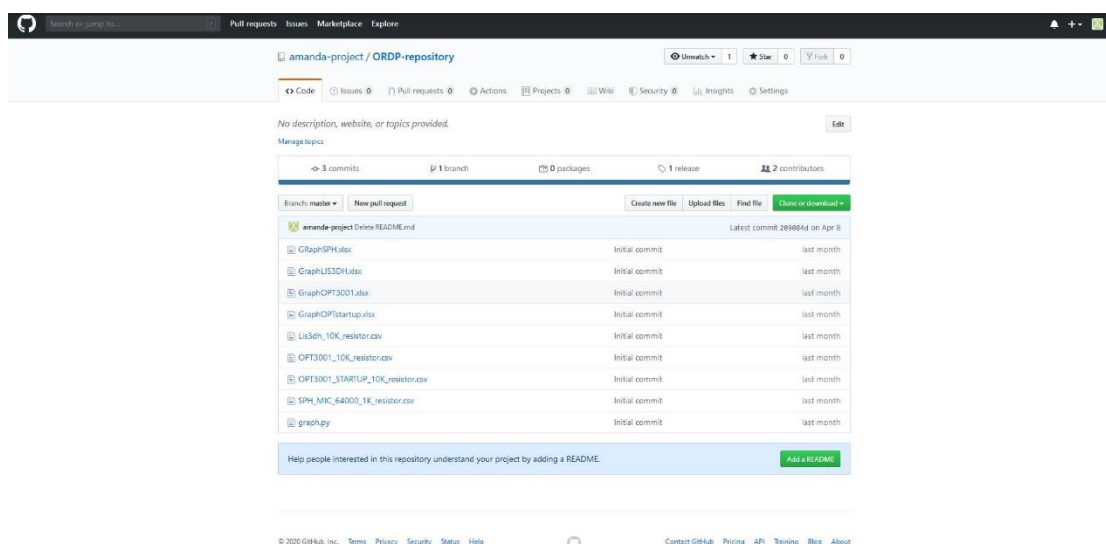 Search or jump to... / Pull requests Issues Marketplace Explore
amanda-project / ORDP-repository Unwatch 1 Star 0 Fork 0
Code Issues 0 Pull requests 0 Actions Projects 0 Wiki Security 0 Insights Settings
No description, website, or topics provided. Edit
Manage topics
3 commits 1 branch 0 packages 1 release 2 contributors
Branch: master New pull request Create new file Upload files Find file Clone or download
amanda-project Delete README.md Latest commit 209084d on Apr 8
GRaphSPH.xlsx Initial commit last month
GraphLIS3DH.xlsx Initial commit last month
GraphOPT3001.xlsx Initial commit last month
GraphOPTstartup.xlsx Initial commit last month
Lis3dh_10K_resistor.csv Initial commit last month
OPT3001_10K_resistor.csv Initial commit last month
OPT3001_STARTUP_10K_resistor.csv Initial commit last month
SPH_MIC_64000_1K_resistor.csv Initial commit last month
graph.py Initial commit last month
Help people interested in this repository understand your project by adding a README. Add a README
© 2020 GitHub, Inc. Terms Privacy Security Status Help Contact GitHub Pricing API Training Blog About